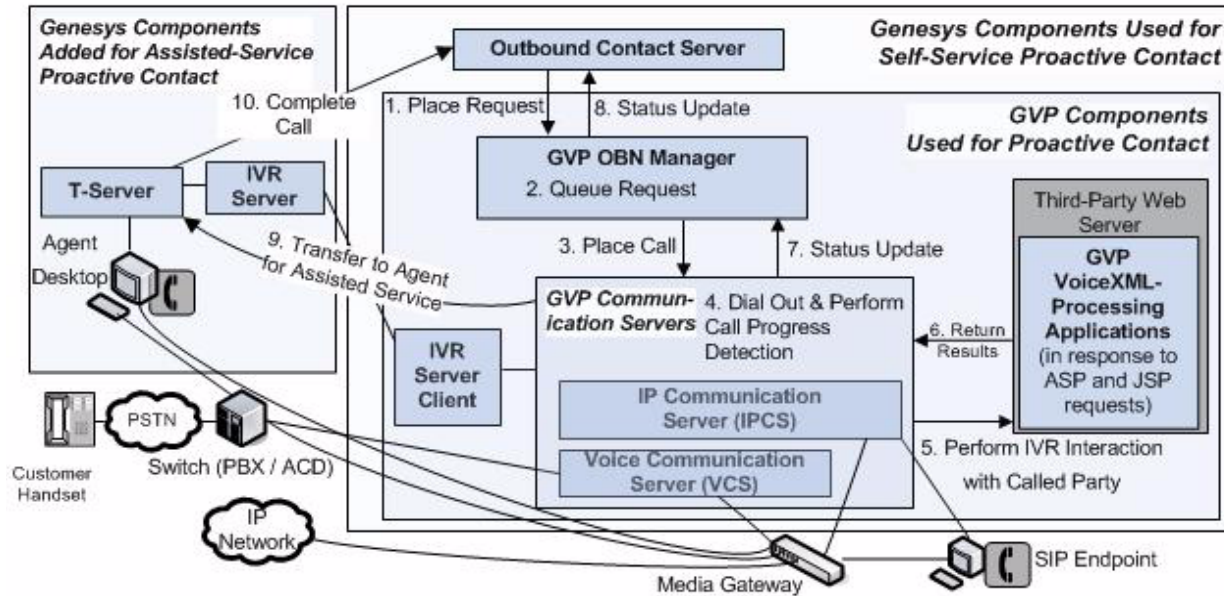 Genesys Components
Added for Assisted-Service
Proactive Contact
Genesys Components Used for
Self-Service Proactive Contact
Outbound Contact Server
10. Complete
Call
1. Place Request
8. Status Update
GVP Components
Used for Proactive Contact
GVP OBN Manager
2. Queue Request
T-Server
IVR
Server
Third-Party Web
Server
GVP
VoiceXML-
Processing
Applications
(in response to
ASP and JSP
requests)
3. Place Call
7. Status Update
9. Transfer to Agent
for Assisted Service
Agent
Desktop
GVP Commun-
ication Servers
4. Dial Out & Perform
Call Progress
Detection
6. Return
Results
IVR
Server
Client
IP Communication
Server (IPCS)
5. Perform IVR Interaction
with Called Party
Voice Communication
Server (VCS)
PSTN
Switch (PBX / ACD)
Customer
Handset
IP
Network
Media Gateway
SIP Endpoint